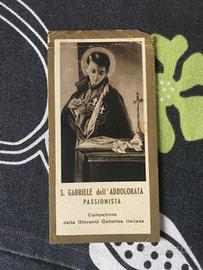 S. GABRIELE dell'ADDOLORATA
PASSIONISTA
Compatrono
della Gioventù Cattolica Italiana